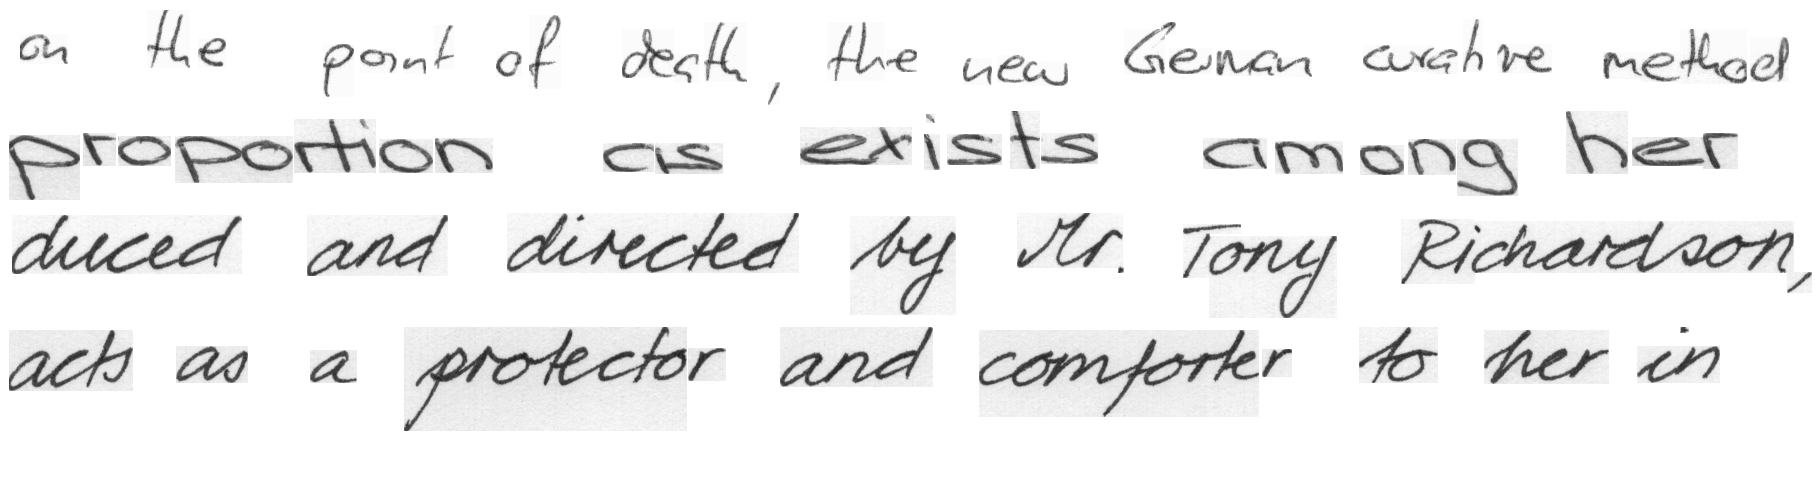 on the point of death, the new German curative method
proportion as exists among her
duced and directed by Mr. Tony Richardson,
acts as a protector and comforter to her in